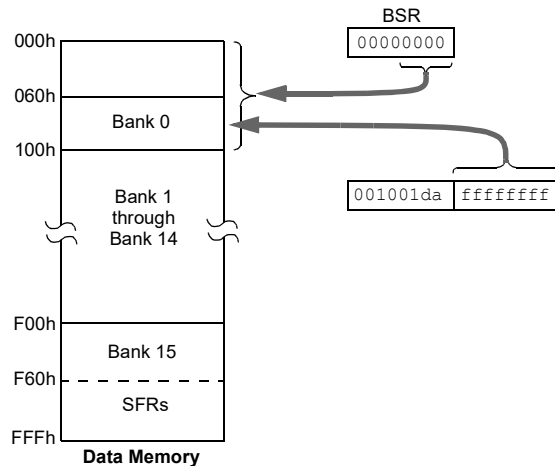 BSR
00000000
000h
060h
Bank 0
100h
Bank 1
through
Bank 14
001001da ffffffff
F00h
Bank 15
F60h
SFRs
FFFh
Data Memory